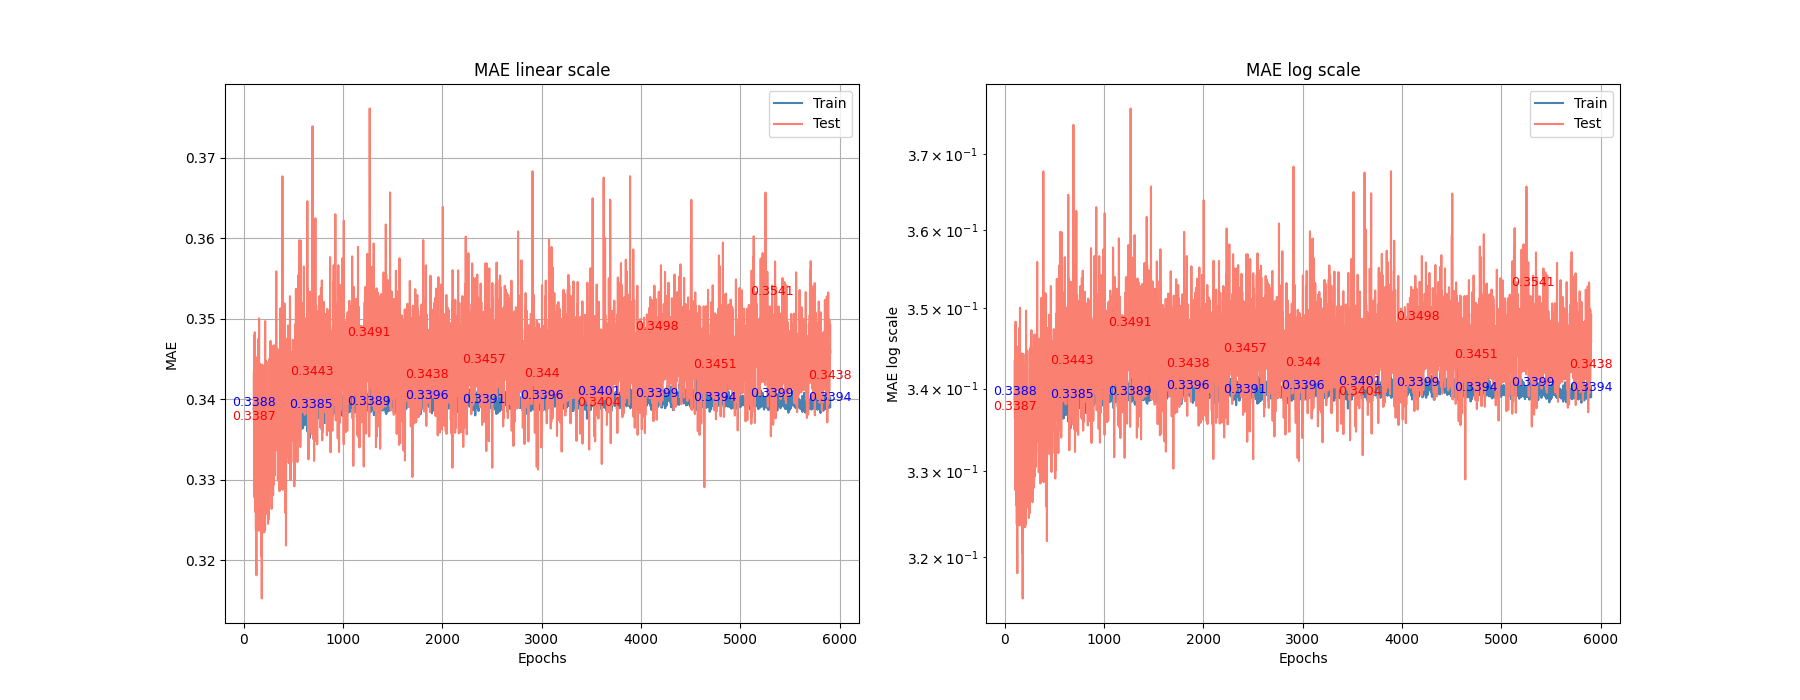 MAE linear scale
Train
Test
0.37
0.36
0.35
0.34
0.33
0.32
MAE
0.3388
0.3387
0.3443
0.3385
0.3491
0.3389
0.3438
0.3396
0.3457
0.3391
0.344
0.3396
0.3401
0.3404
0.3498
0.3399
0.3451
0.3394
0.3541
0.3399
0.3438
0.3394
0 1000 2000 3000 4000 5000 6000
Epochs
MAE log scale
Train
Test
3.7 × 10⁻¹
3.6 × 10⁻¹
3.5 × 10⁻¹
3.4 × 10⁻¹
3.3 × 10⁻¹
3.2 × 10⁻¹
MAE log scale
0.3388
0.3387
0.3443
0.3385
0.3491
0.3389
0.3438
0.3396
0.3457
0.3391
0.344
0.3396
0.3401
0.3404
0.3498
0.3399
0.3451
0.3394
0.3541
0.3399
0.3438
0.3394
0 1000 2000 3000 4000 5000 6000
Epochs